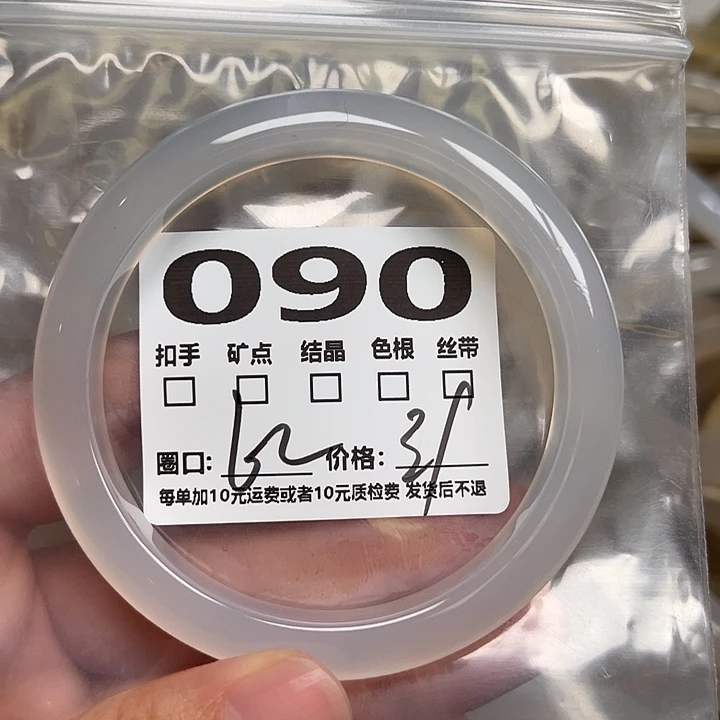 090
扣手 矿点 结晶 色根 丝带
圈口: 62 价格:
每单加10元运费或者10元质检费 发货后不退